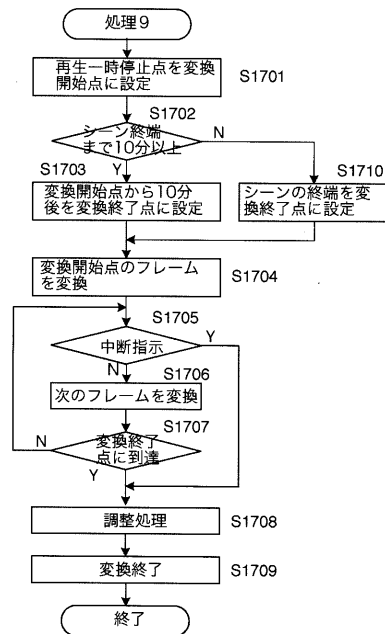 処理９
再生一時停止点を変換
開始点に設定
S1701
S1702
シーン終端
まで10分以上
N
Y
S1703
変換開始点から10分
後を変換終了点に設定
S1710
シーンの終端を変
換終了点に設定
変換開始点のフレーム
を変換
S1704
S1705
中断指示
Y
N
S1706
次のフレームを変換
S1707
変換終了
点に到達
N
Y
調整処理
S1708
変換終了
S1709
終了